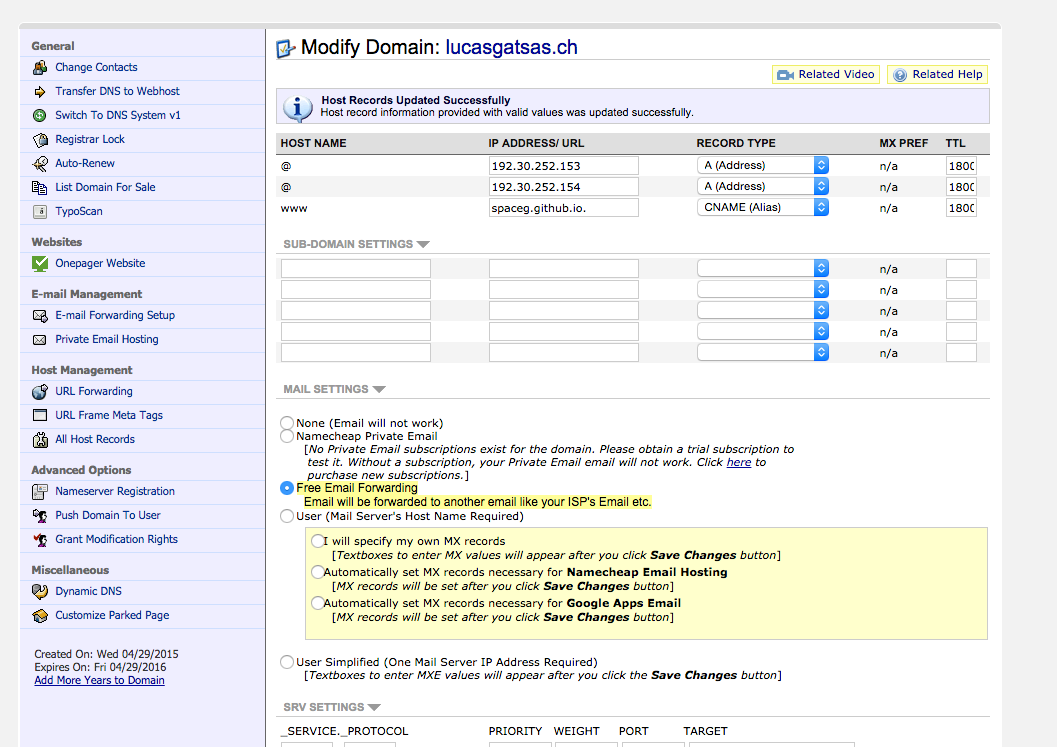 General
Change Contacts
Transfer DNS to Webhost
Switch To DNS System v1
Registrar Lock
Auto-Renew
List Domain For Sale
TypoScan
Websites
Onepager Website
E-mail Management
E-mail Forwarding Setup
Private Email Hosting
Host Management
URL Forwarding
URL Frame Meta Tags
All Host Records
Advanced Options
Nameserver Registration
Push Domain To User
Grant Modification Rights
Miscellaneous
Dynamic DNS
Customize Parked Page
Created On: Wed 04/29/2015
Expires On: Fri 04/29/2016
Add More Years to Domain
Modify Domain: lucasgatsas.ch
Related Video Related Help
Host Records Updated Successfully
Host record information provided with valid values was updated successfully.
HOST NAME IP ADDRESS/ URL RECORD TYPE MX PREF TTL
@ 192.30.252.153 A (Address) n/a 1800
@ 192.30.252.154 A (Address) n/a 1800
www spaceg.github.io. CNAME (Alias) n/a 1800
SUB-DOMAIN SETTINGS
n/a
n/a
n/a
n/a
n/a
MAIL SETTINGS
None (Email will not work)
Namecheap Private Email
[No Private Email subscriptions exist for the domain. Please obtain a trial subscription to
test it. Without a subscription, your Private Email email will not work. Click here to
purchase new subscriptions.]
Free Email Forwarding
Email will be forwarded to another email like your ISP's Email etc.
User (Mail Server's Host Name Required)
I will specify my own MX records
[Textboxes to enter MX values will appear after you click Save Changes button]
Automatically set MX records necessary for Namecheap Email Hosting
[MX records will be set after you click Save Changes button]
Automatically set MX records necessary for Google Apps Email
[MX records will be set after you click Save Changes button]
User Simplified (One Mail Server IP Address Required)
[Textboxes to enter MXE values will appear after you click the Save Changes button]
SRV SETTINGS
_SERVICE._PROTOCOL PRIORITY WEIGHT PORT TARGET